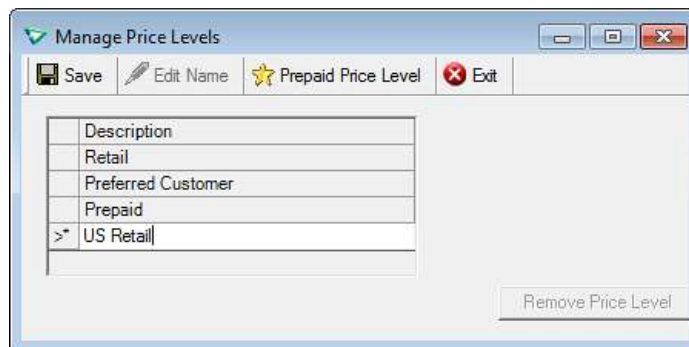 Manage Price Levels
Save Edit Name Prepaid Price Level Exit
Description
Retail
Preferred Customer
Prepaid
>* US Retail
Remove Price Level